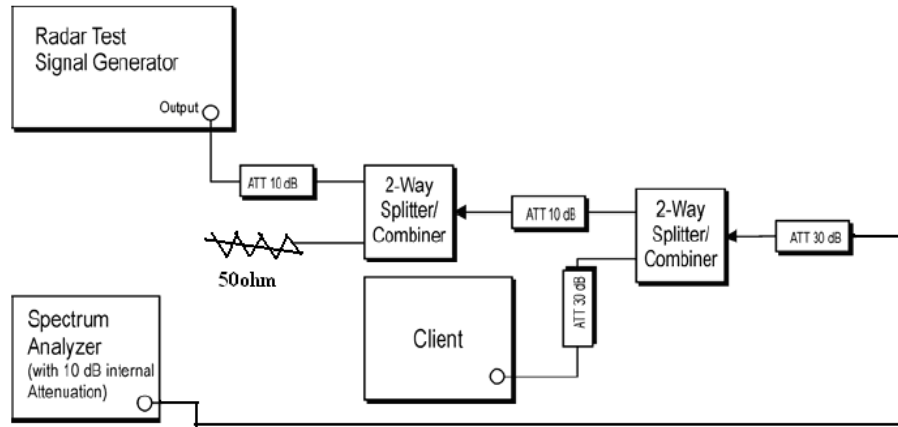 Radar Test
Signal Generator
Output
ATT 10 dB
2-Way
Splitter/
Combiner
ATT 10 dB
2-Way
Splitter/
Combiner
ATT 30 dB
50ohm
ATT 30 dB
Spectrum
Analyzer
(with 10 dB internal
Attenuation)
Client